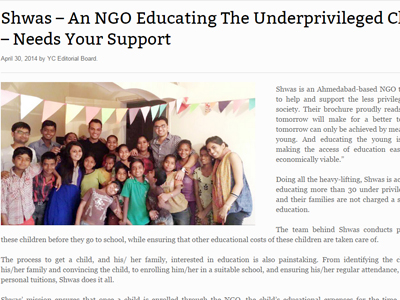 Shwas – An NGO Educating The Underprivileged Cl
– Needs Your Support
April 30, 2014 by YC Editorial Board
Shwas is an Ahmedabad-based NGO t
to help and support the less privileg
society. Their brochure proudly reads
tomorrow will make for a better to
tomorrow can only be achieved by mea
young. And educating the young is
making the access of education eas
economically viable."
Doing all the heavy-lifting, Shwas is ac
educating more than 30 under privile
and their families are not charged a s
education.
The team behind Shwas conducts p
these children before they go to school, while ensuring that other educational costs of these children are taken care of.
The process to get a child, and his/ her family, interested in education is also painstaking. From identifying the c
his/her family and convincing the child, to enrolling him/her in a suitable school, and ensuring his/her regular attendance,
personal tuitions, Shwas does it all.
Shwas' mission ensures that once a child is enrolled through the NGO, the child's educational expenses for the time